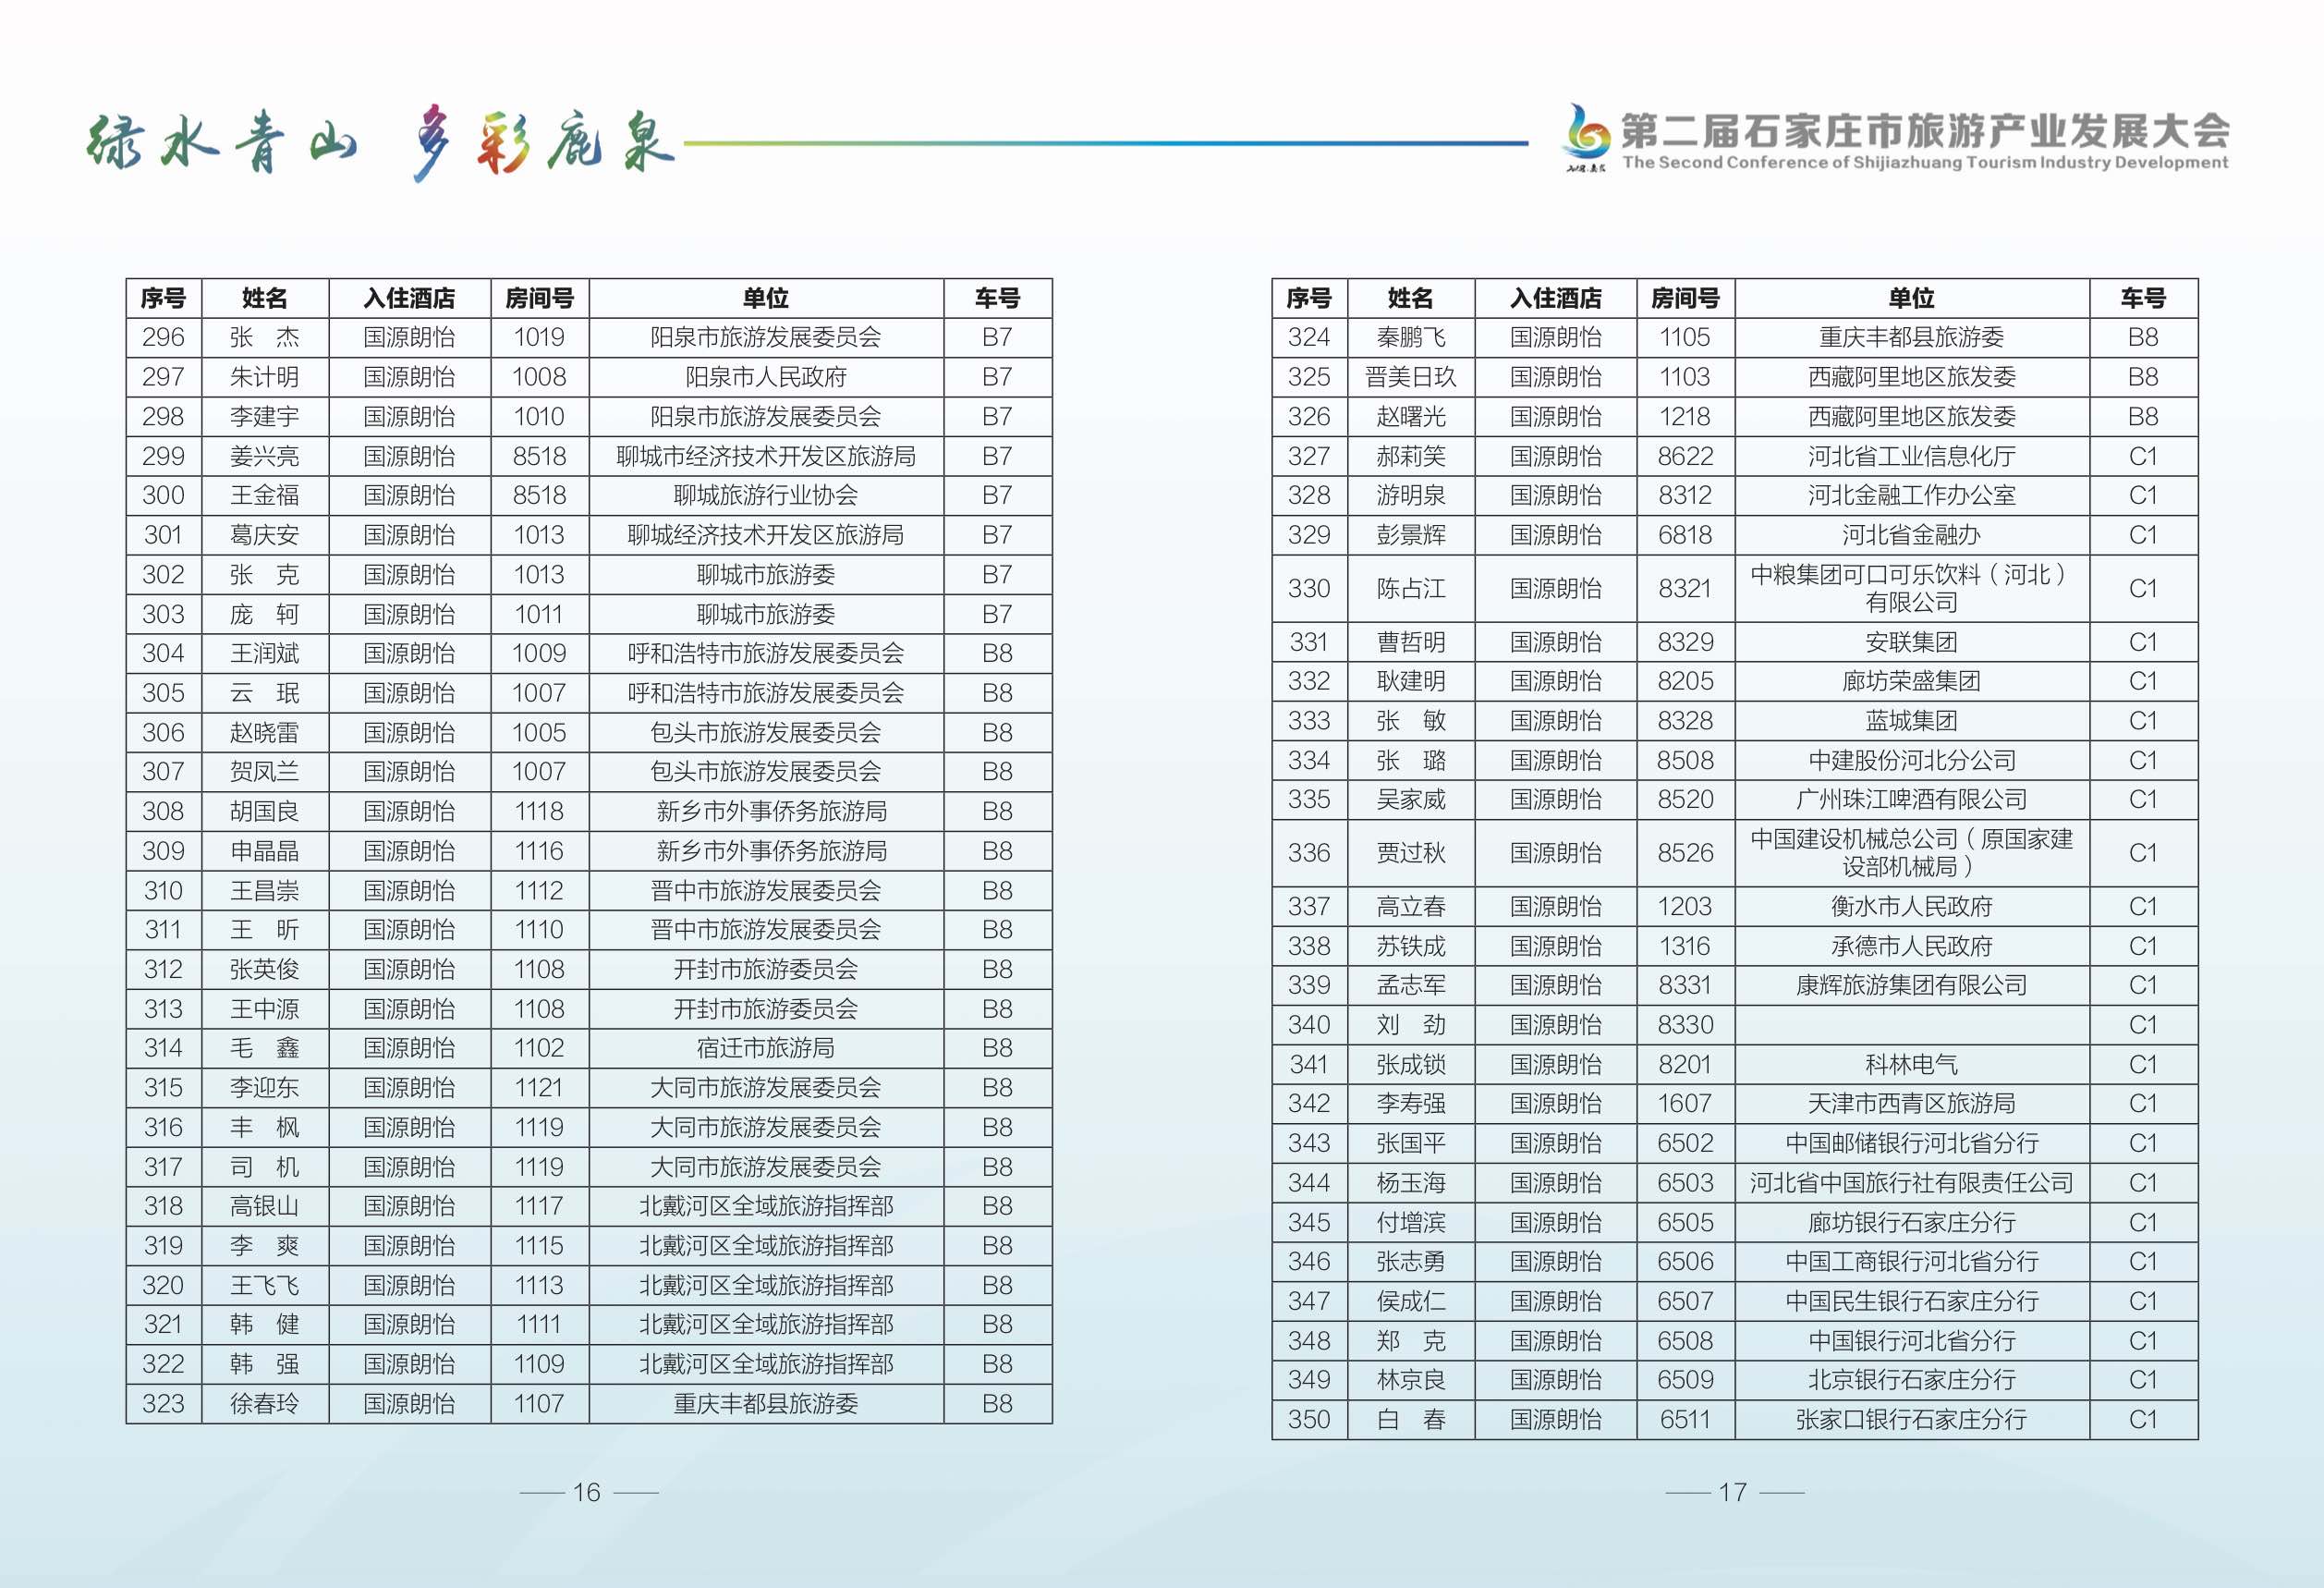 绿水青山 多彩鹿泉
第二届石家庄市旅游产业发展大会
The Second Conference of Shijiazhuang Tourism Industry Development
序号 姓名 入住酒店 房间号 单位 车号
296 张 杰 国源朗怡 1019 阳泉市旅游发展委员会 B7
297 朱计明 国源朗怡 1008 阳泉市人民政府 B7
298 李建宇 国源朗怡 1010 阳泉市旅游发展委员会 B7
299 姜兴亮 国源朗怡 8518 聊城市经济技术开发区旅游局 B7
300 王金福 国源朗怡 8518 聊城旅游行业协会 B7
301 葛庆安 国源朗怡 1013 聊城经济技术开发区旅游局 B7
302 张 克 国源朗怡 1013 聊城市旅游委 B7
303 庞 轲 国源朗怡 1011 聊城市旅游委 B7
304 王润斌 国源朗怡 1009 呼和浩特市旅游发展委员会 B8
305 云 珉 国源朗怡 1007 呼和浩特市旅游发展委员会 B8
306 赵晓雷 国源朗怡 1005 包头市旅游发展委员会 B8
307 贺凤兰 国源朗怡 1007 包头市旅游发展委员会 B8
308 胡国良 国源朗怡 1118 新乡市外事侨务旅游局 B8
309 申晶晶 国源朗怡 1116 新乡市外事侨务旅游局 B8
310 王昌崇 国源朗怡 1112 晋中市旅游发展委员会 B8
311 王 昕 国源朗怡 1110 晋中市旅游发展委员会 B8
312 张英俊 国源朗怡 1108 开封市旅游委员会 B8
313 王中源 国源朗怡 1108 开封市旅游委员会 B8
314 毛 鑫 国源朗怡 1102 宿迁市旅游局 B8
315 李迎东 国源朗怡 1121 大同市旅游发展委员会 B8
316 丰 枫 国源朗怡 1119 大同市旅游发展委员会 B8
317 司 机 国源朗怡 1119 大同市旅游发展委员会 B8
318 高银山 国源朗怡 1117 北戴河区全域旅游指挥部 B8
319 李 爽 国源朗怡 1115 北戴河区全域旅游指挥部 B8
320 王飞飞 国源朗怡 1113 北戴河区全域旅游指挥部 B8
321 韩 健 国源朗怡 1111 北戴河区全域旅游指挥部 B8
322 韩 强 国源朗怡 1109 北戴河区全域旅游指挥部 B8
323 徐春玲 国源朗怡 1107 重庆丰都县旅游委 B8
16
序号 姓名 入住酒店 房间号 单位 车号
324 秦鹏飞 国源朗怡 1105 重庆丰都县旅游委 B8
325 晋美日玖 国源朗怡 1103 西藏阿里地区旅发委 B8
326 赵曙光 国源朗怡 1218 西藏阿里地区旅发委 B8
327 郝莉笑 国源朗怡 8622 河北省工业信息化厅 C1
328 游明泉 国源朗怡 8312 河北金融工作办公室 C1
329 彭景辉 国源朗怡 6818 河北省金融办 C1
330 陈占江 国源朗怡 8321 中粮集团可口可乐饮料（河北）
有限公司 C1
331 曹哲明 国源朗怡 8329 安联集团 C1
332 耿建明 国源朗怡 8205 廊坊荣盛集团 C1
333 张 敏 国源朗怡 8328 蓝城集团 C1
334 张 璐 国源朗怡 8508 中建股份河北分公司 C1
335 吴家威 国源朗怡 8520 广州珠江啤酒有限公司 C1
336 贾过秋 国源朗怡 8526 中国建设机械总公司（原国家建
设部机械局） C1
337 高立春 国源朗怡 1203 衡水市人民政府 C1
338 苏铁成 国源朗怡 1316 承德市人民政府 C1
339 孟志军 国源朗怡 8331 康辉旅游集团有限公司 C1
340 刘 劲 国源朗怡 8330 C1
341 张成锁 国源朗怡 8201 科林电气 C1
342 李寿强 国源朗怡 1607 天津市西青区旅游局 C1
343 张国平 国源朗怡 6502 中国邮储银行河北省分行 C1
344 杨玉海 国源朗怡 6503 河北省中国旅行社有限责任公司 C1
345 付增滨 国源朗怡 6505 廊坊银行石家庄分行 C1
346 张志勇 国源朗怡 6506 中国工商银行河北省分行 C1
347 侯成仁 国源朗怡 6507 中国民生银行石家庄分行 C1
348 郑 克 国源朗怡 6508 中国银行河北省分行 C1
349 林京良 国源朗怡 6509 北京银行石家庄分行 C1
350 白 春 国源朗怡 6511 张家口银行石家庄分行 C1
17